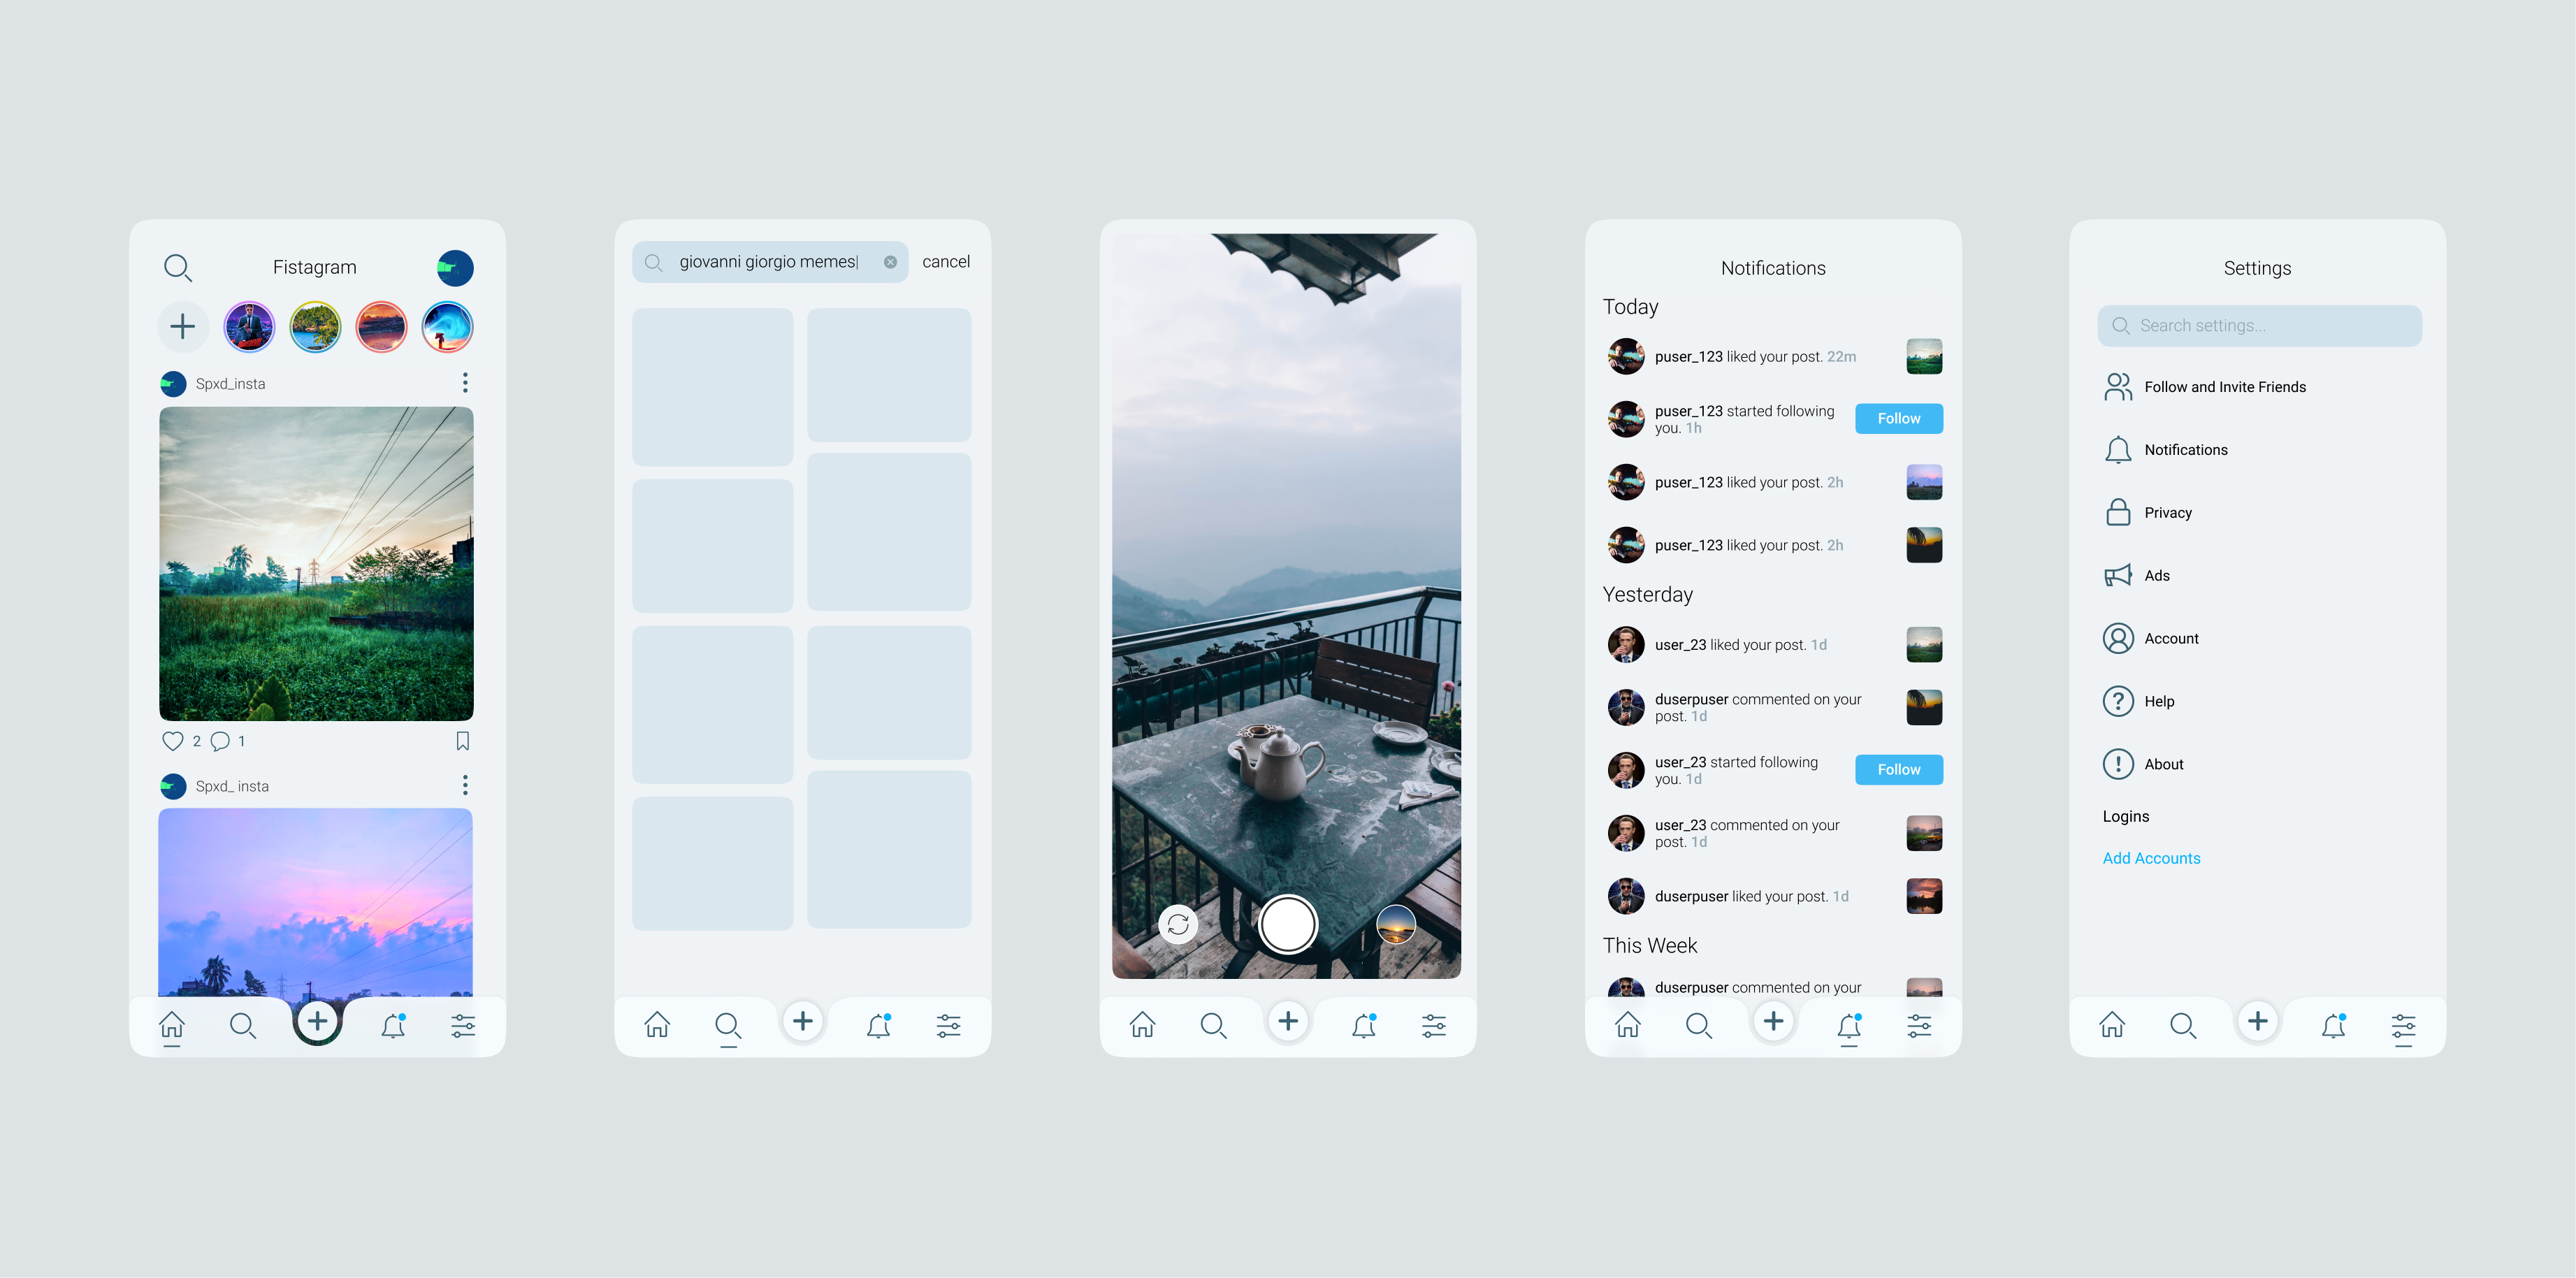 Fistagram
Spxd_insta
2 1
Spxd_ insta
giovanni giorgio memes
cancel
Notifications
Today
puser_123 liked your post. 22m
puser_123 started following
you. 1h
Follow
puser_123 liked your post. 2h
puser_123 liked your post. 2h
Yesterday
user_23 liked your post. 1d
duserpuser commented on your
post. 1d
user_23 started following
you. 1d
Follow
user_23 commented on your
post. 1d
duserpuser liked your post. 1d
This Week
duserpuser commented on your
Settings
Search settings...
Follow and Invite Friends
Notifications
Privacy
Ads
Account
Help
About
Logins
Add Accounts